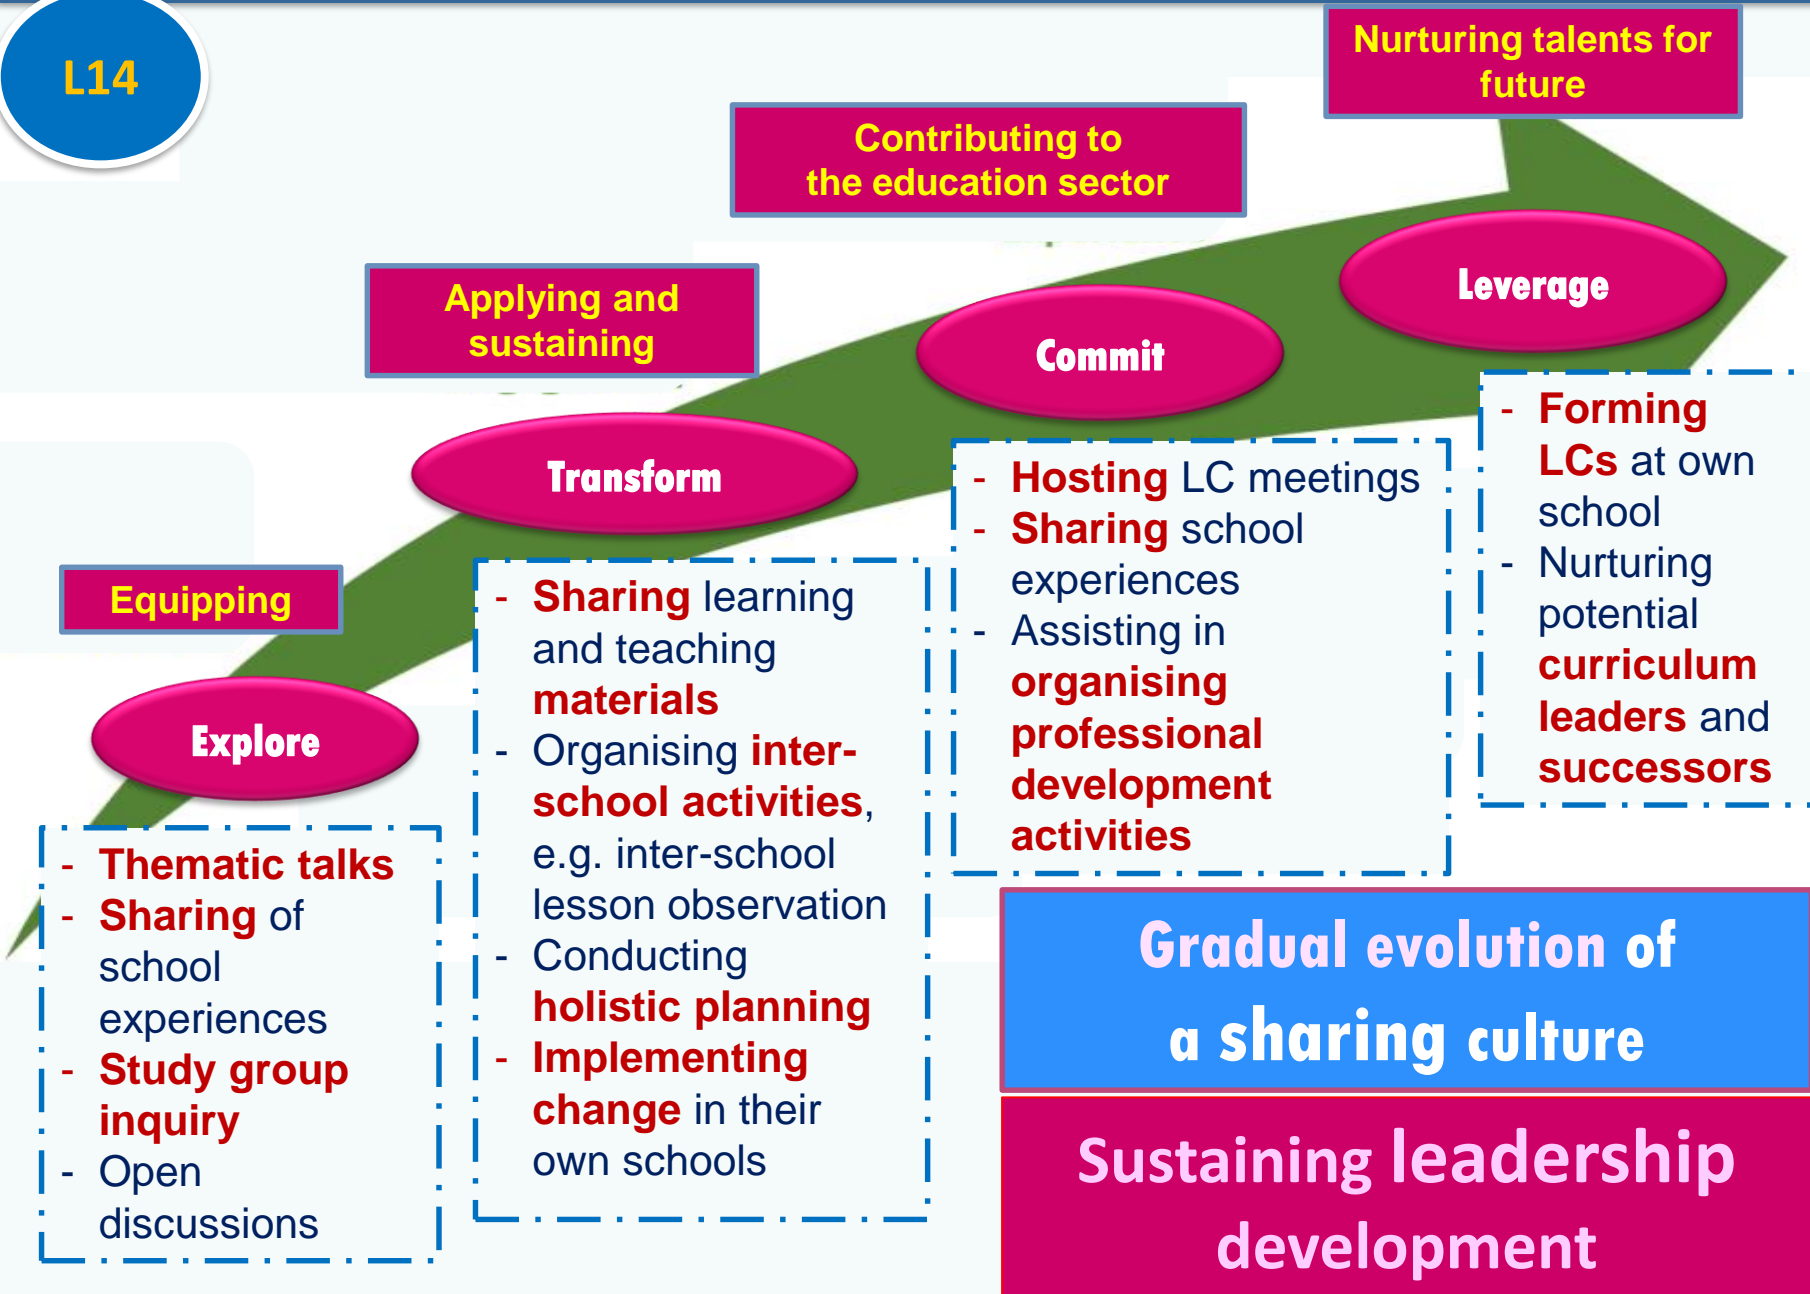 L14
Nurturing talents for
future
Contributing to
the education sector
Applying and
sustaining
Equipping
Leverage
Commit
Transform
Explore
- Thematic talks
- Sharing of
school
experiences
- Study group
inquiry
- Open
discussions
- Sharing learning
and teaching
materials
- Organising inter-
school activities,
e.g. inter-school
lesson observation
- Conducting
holistic planning
- Implementing
change in their
own schools
- Hosting LC meetings
- Sharing school
experiences
- Assisting in
organising
professional
development
activities
- Forming
LCs at own
school
- Nurturing
potential
curriculum
leaders and
successors
Gradual evolution of
a sharing culture
Sustaining leadership
development